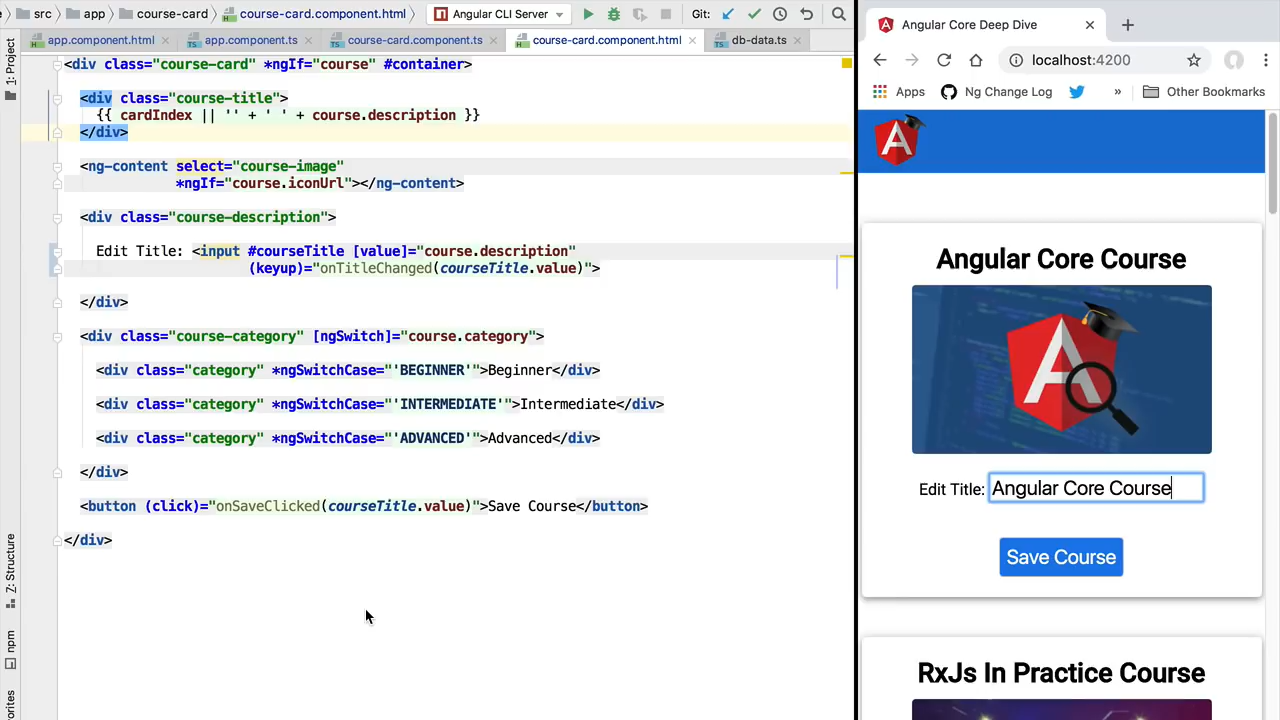 src
app
course-card
course-card.component.html
Angular CLI Server
Git:
app.component.html
app.component.ts
course-card.component.ts
course-card.component.html
db-data.ts
1: Project
Z: Structure
npm
<div class="course-card" *ngIf="course" #container>
<div class="course-title">
{{ cardIndex || '' + ' ' + course.description }}
</div>
<ng-content select="course-image"
*ngIf="course.iconUrl"></ng-content>
<div class="course-description">
Edit Title: <input #courseTitle [value]="course.description"
(keyup)="onTitleChanged(courseTitle.value)">
</div>
<div class="course-category" [ngSwitch]="course.category">
<div class="category" *ngSwitchCase="'BEGINNER'">Beginner</div>
<div class="category" *ngSwitchCase="'INTERMEDIATE'">Intermediate</div>
<div class="category" *ngSwitchCase="'ADVANCED'">Advanced</div>
</div>
<button (click)="onSaveClicked(courseTitle.value)">Save Course</button>
</div>
Angular Core Deep Dive
localhost:4200
Apps
Ng Change Log
»
Other Bookmarks
Angular Core Course
Edit Title: Angular Core Course
Save Course
RxJs In Practice Course